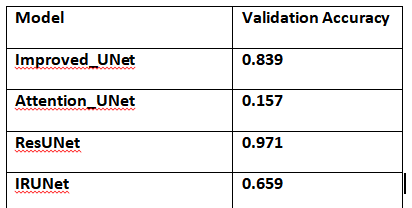 Model Validation Accuracy
Improved_UNet 0.839
Attention_UNet 0.157
ResUNet 0.971
IRUNet 0.659